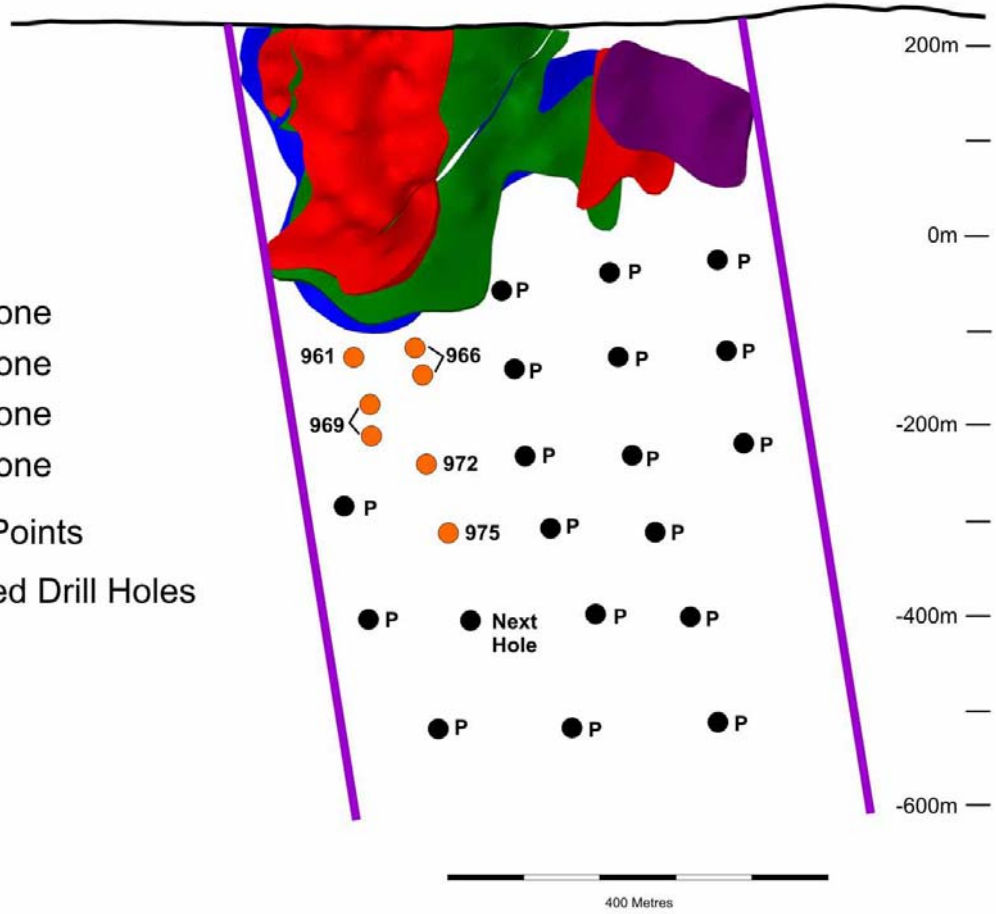 200m
0m
-200m
-400m
-600m
one
one
one
one
Points
ed Drill Holes
P
P
P
961
966
P
P
P
969
972
P
P
P
P
975
P
P
P
Next
Hole
P
P
P
P
P
400 Metres